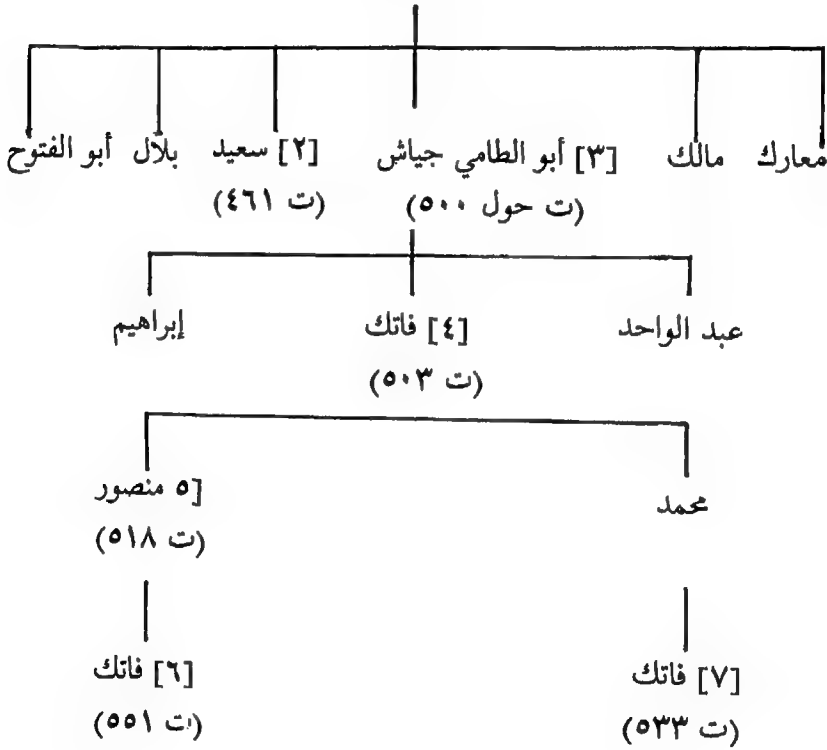 معارك مالك [٣] أبو الطامي جياش [٢] سعيد بلال أبو الفتوح
(ت حول ٥٠٠) (ت ٤٦١)
عبد الواحد [٤] فاتك إبراهيم
(ت ٥٠٣)
محمد ٥] منصور
(ت ٥١٨)
[٧] فاتك [٦] فاتك
(ت ٥٣٣) (ت ٥٥١)